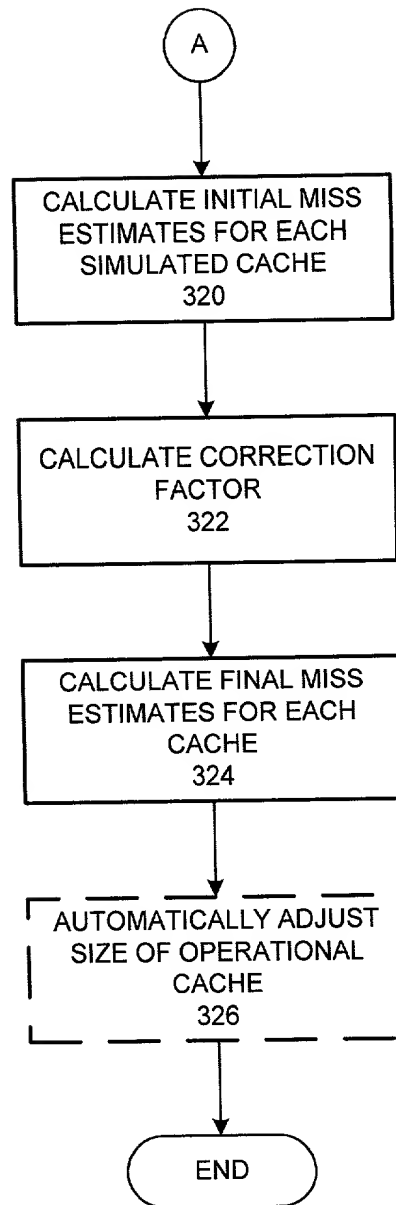 A
CALCULATE INITIAL MISS
ESTIMATES FOR EACH
SIMULATED CACHE
320
CALCULATE CORRECTION
FACTOR
322
CALCULATE FINAL MISS
ESTIMATES FOR EACH
CACHE
324
AUTOMATICALLY ADJUST
SIZE OF OPERATIONAL
CACHE
326
END